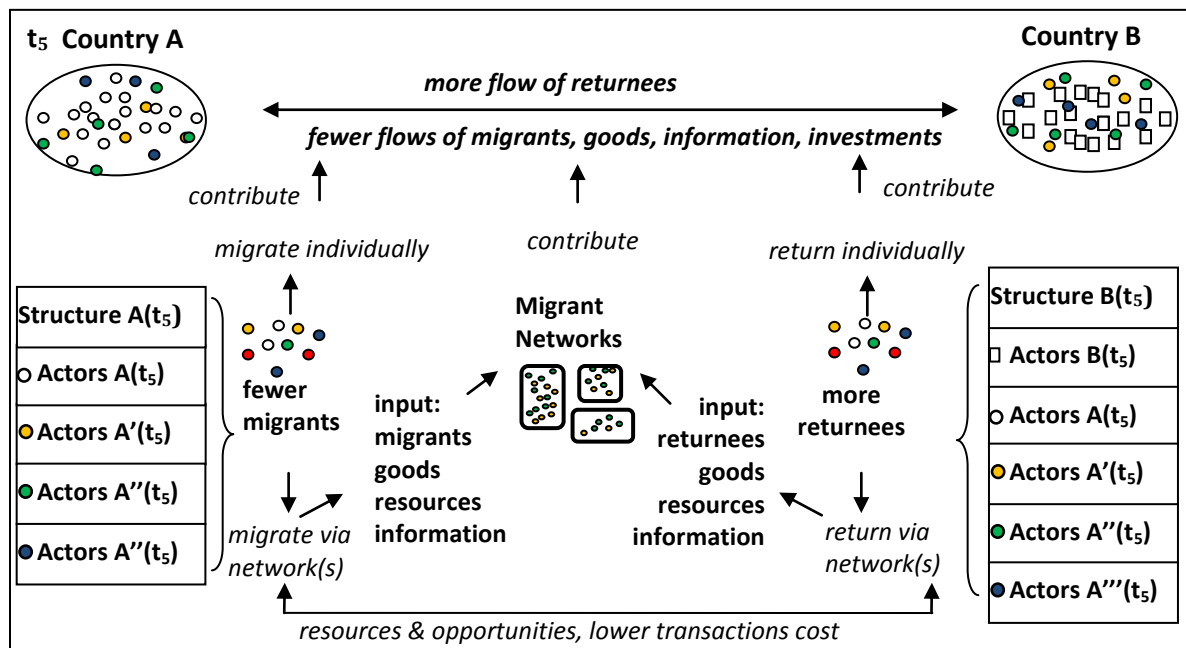 t₅ Country A
Country B
more flow of returnees
fewer flows of migrants, goods, information, investments
contribute
contribute
contribute
migrate individually
return individually
Structure A(t₅)
Actors A(t₅)
Actors A'(t₅)
Actors A''(t₅)
Actors A''(t₅)
fewer
migrants
migrate via
network(s)
input:
migrants
goods
resources
information
Migrant
Networks
input:
returnees
goods
resources
information
more
returnees
return via
network(s)
Structure B(t₅)
Actors B(t₅)
Actors A(t₅)
Actors A'(t₅)
Actors A''(t₅)
Actors A'''(t₅)
resources & opportunities, lower transactions cost